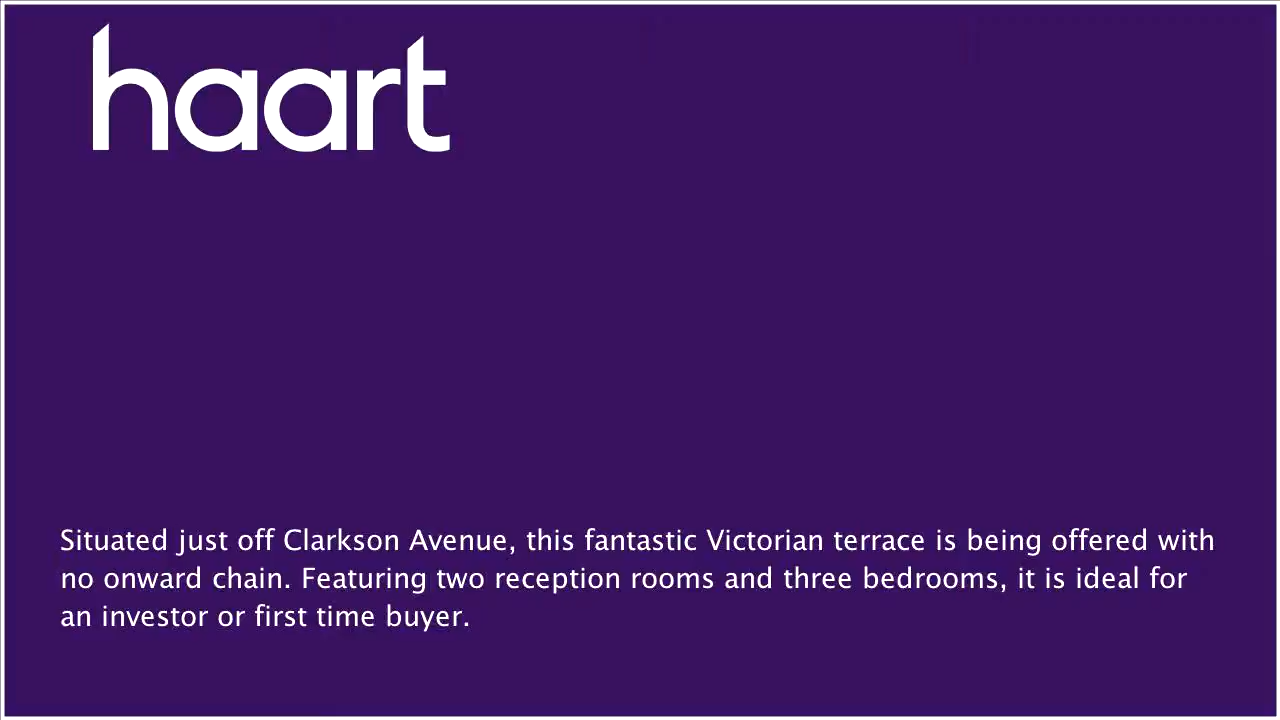 haart
Situated just off Clarkson Avenue, this fantastic Victorian terrace is being offered with
no onward chain. Featuring two reception rooms and three bedrooms, it is ideal for
an investor or first time buyer.